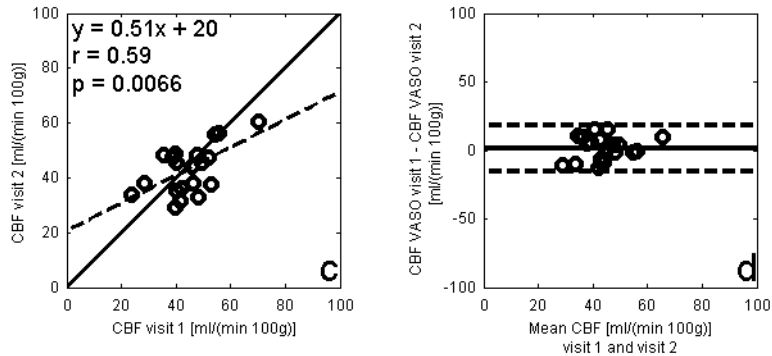 y = 0.51x + 20
r = 0.59
p = 0.0066
100
80
60
40
20
0
CBF visit 2 [ml/(min 100g)]
0 20 40 60 80 100
CBF visit 1 [ml/(min 100g)]
c
100
50
0
-50
-100
CBF VASO visit 1 - CBF VASO visit 2
[ml/(min 100g)]
0 20 40 60 80 100
Mean CBF [ml/(min 100g)]
visit 1 and visit 2
d